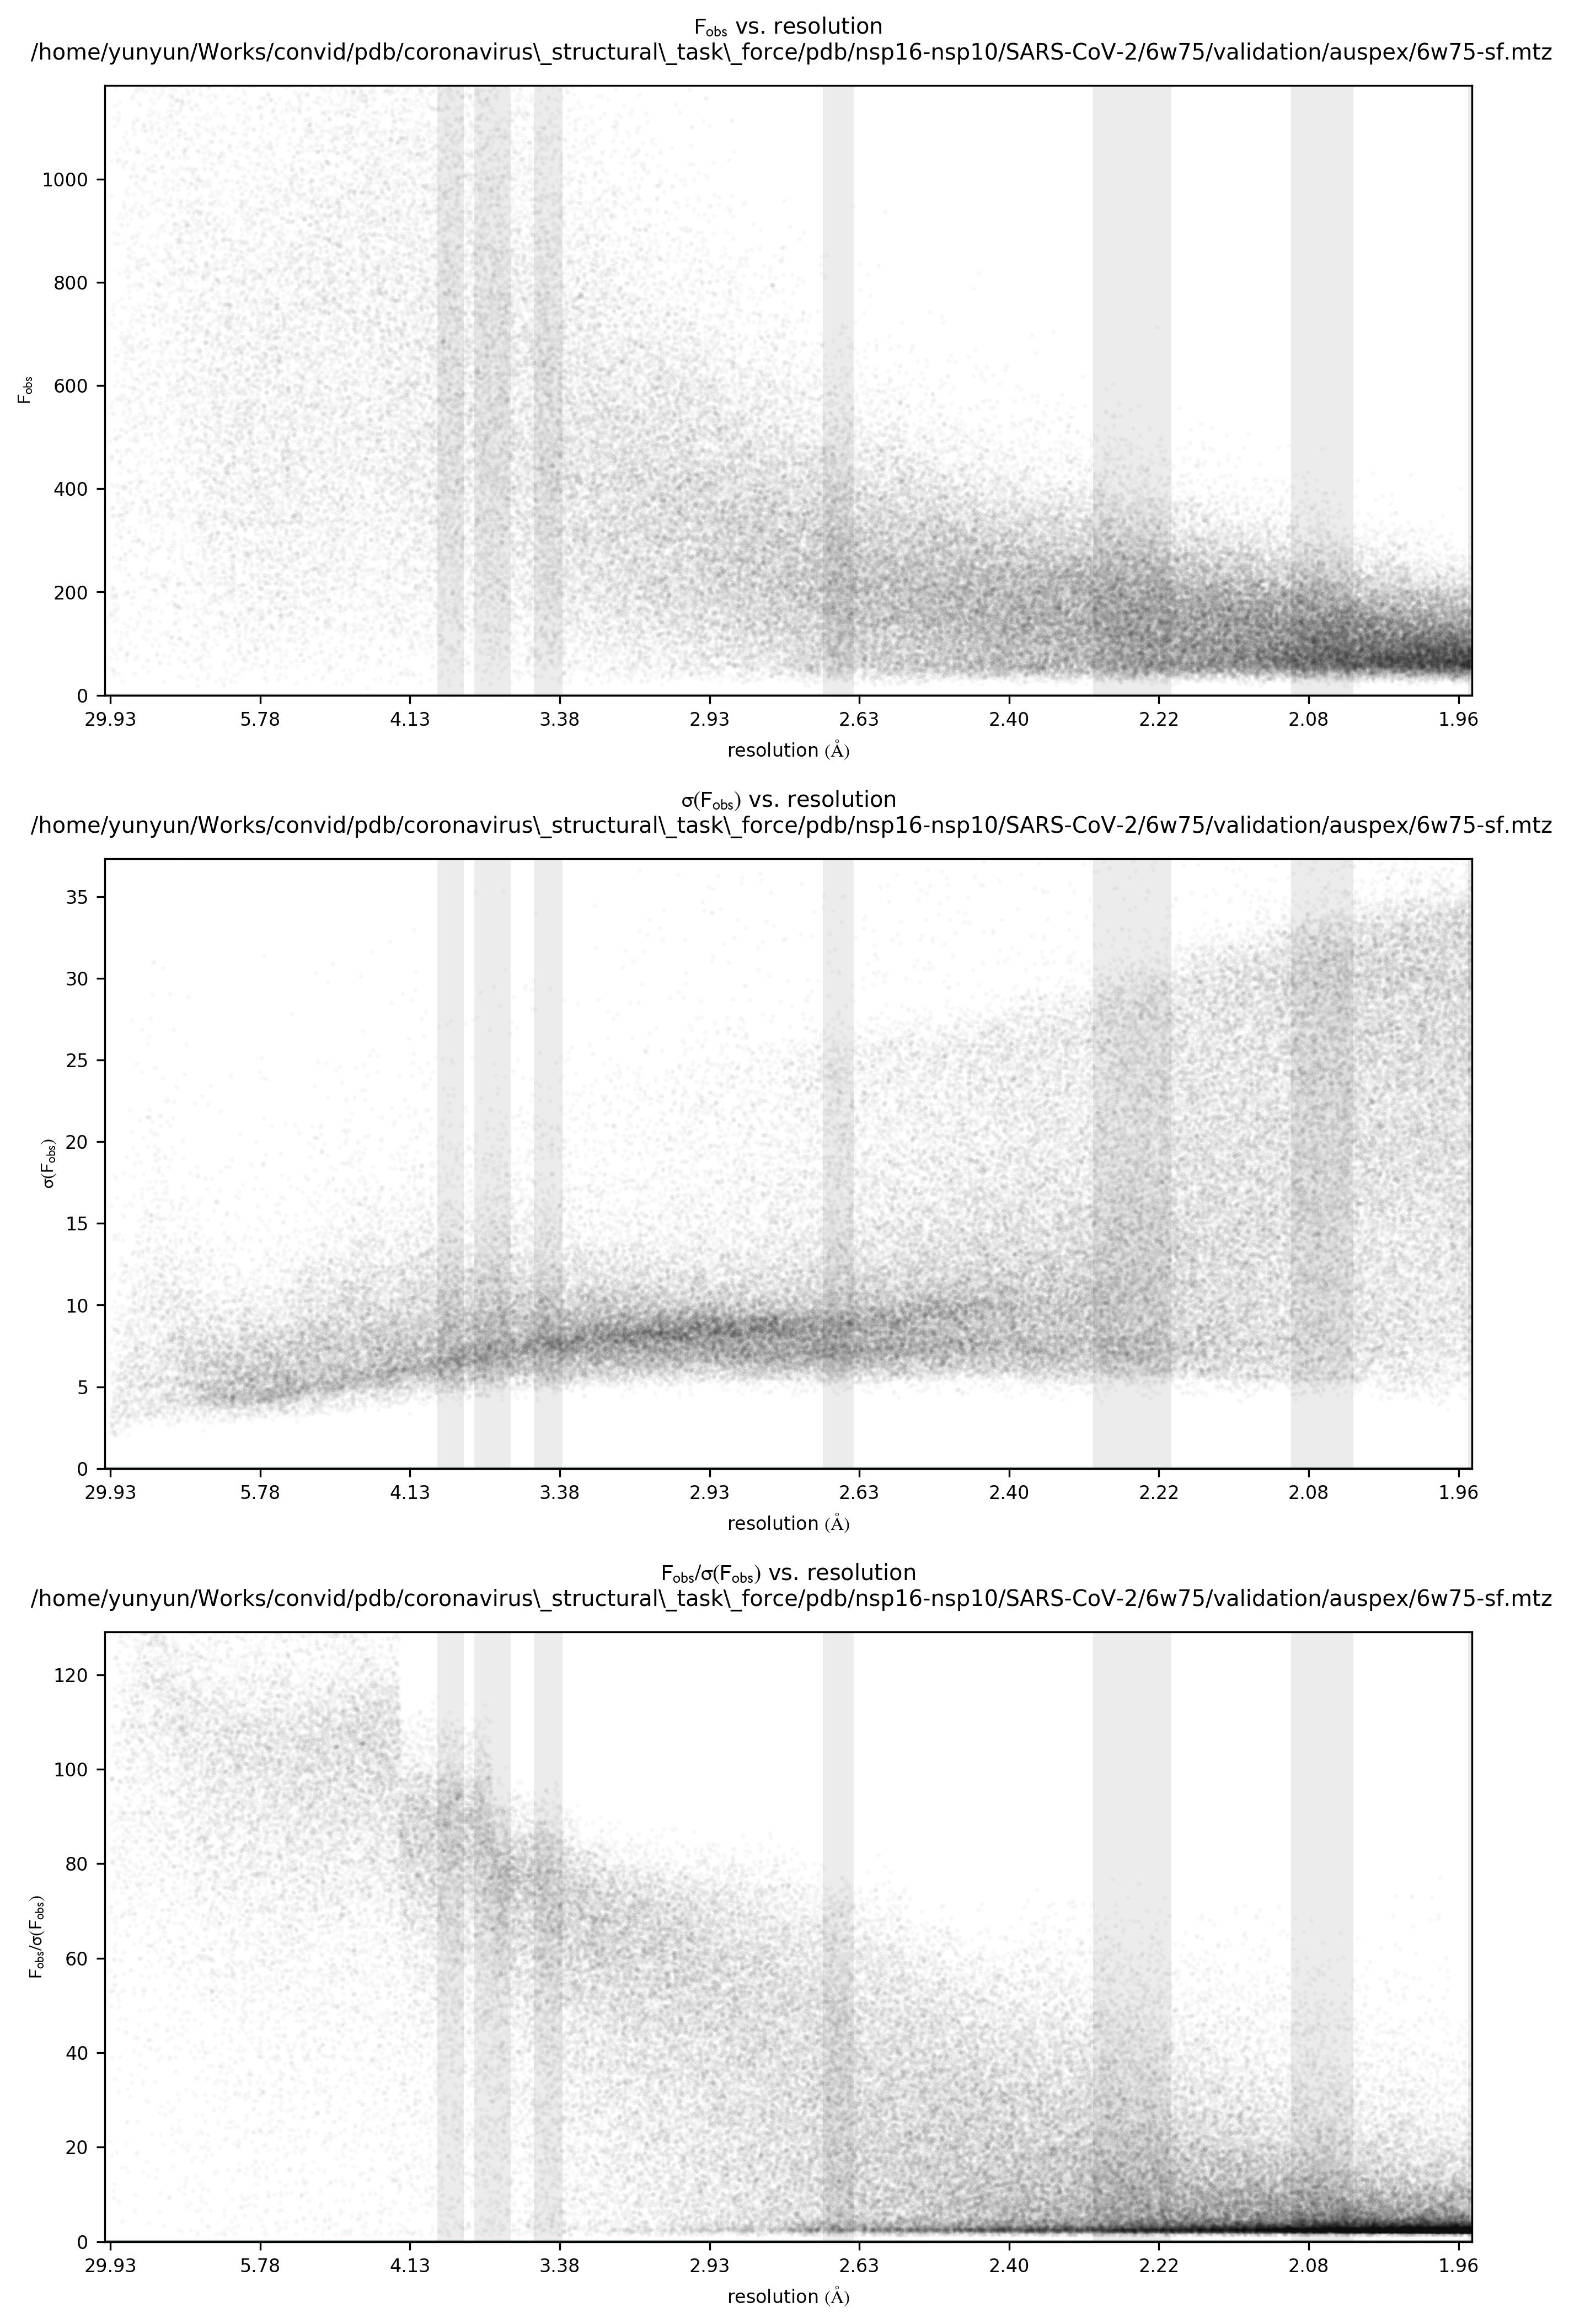 Fobs vs. resolution
/home/yunyun/Works/convid/pdb/coronavirus\_structural\_task\_force/pdb/nsp16-nsp10/SARS-CoV-2/6w75/validation/auspex/6w75-sf.mtz
1000
800
600
400
200
0
Fobs
29.93 5.78 4.13 3.38 2.93 2.63 2.40 2.22 2.08 1.96
resolution (Å)
σ(Fobs) vs. resolution
/home/yunyun/Works/convid/pdb/coronavirus\_structural\_task\_force/pdb/nsp16-nsp10/SARS-CoV-2/6w75/validation/auspex/6w75-sf.mtz
35
30
25
20
15
10
5
0
σ(Fobs)
29.93 5.78 4.13 3.38 2.93 2.63 2.40 2.22 2.08 1.96
resolution (Å)
Fobs/σ(Fobs) vs. resolution
/home/yunyun/Works/convid/pdb/coronavirus\_structural\_task\_force/pdb/nsp16-nsp10/SARS-CoV-2/6w75/validation/auspex/6w75-sf.mtz
120
100
80
60
40
20
0
Fobs/σ(Fobs)
29.93 5.78 4.13 3.38 2.93 2.63 2.40 2.22 2.08 1.96
resolution (Å)